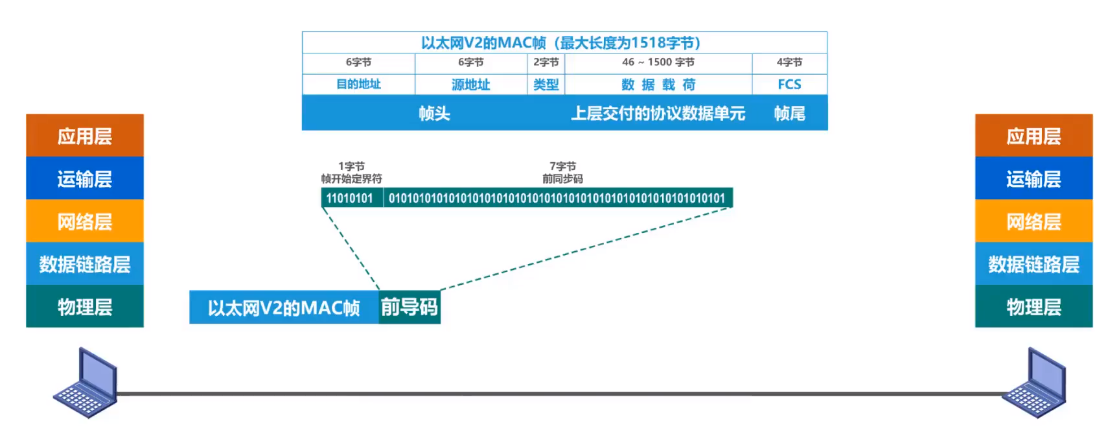 以太网V2的MAC帧（最大长度为1518字节）
6字节 6字节 2字节 46 ~ 1500 字节 4字节
目的地址 源地址 类型 数 据 载 荷 FCS
帧头 上层交付的协议数据单元 帧尾
应用层
运输层
网络层
数据链路层
物理层
1字节
帧开始定界符
7字节
前同步码
11010101 01010101010101010101010101010101010101010101010101010101
以太网V2的MAC帧 前导码
应用层
运输层
网络层
数据链路层
物理层